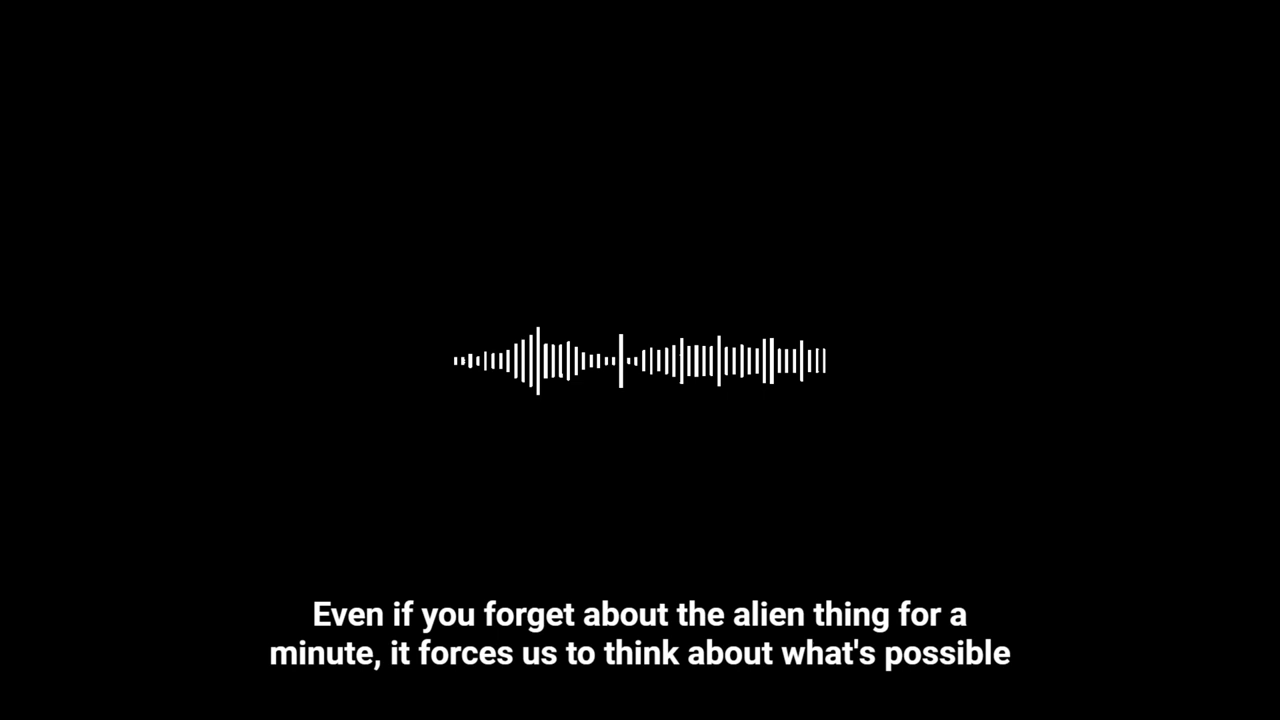 Even if you forget about the alien thing for a
minute, it forces us to think about what's possible